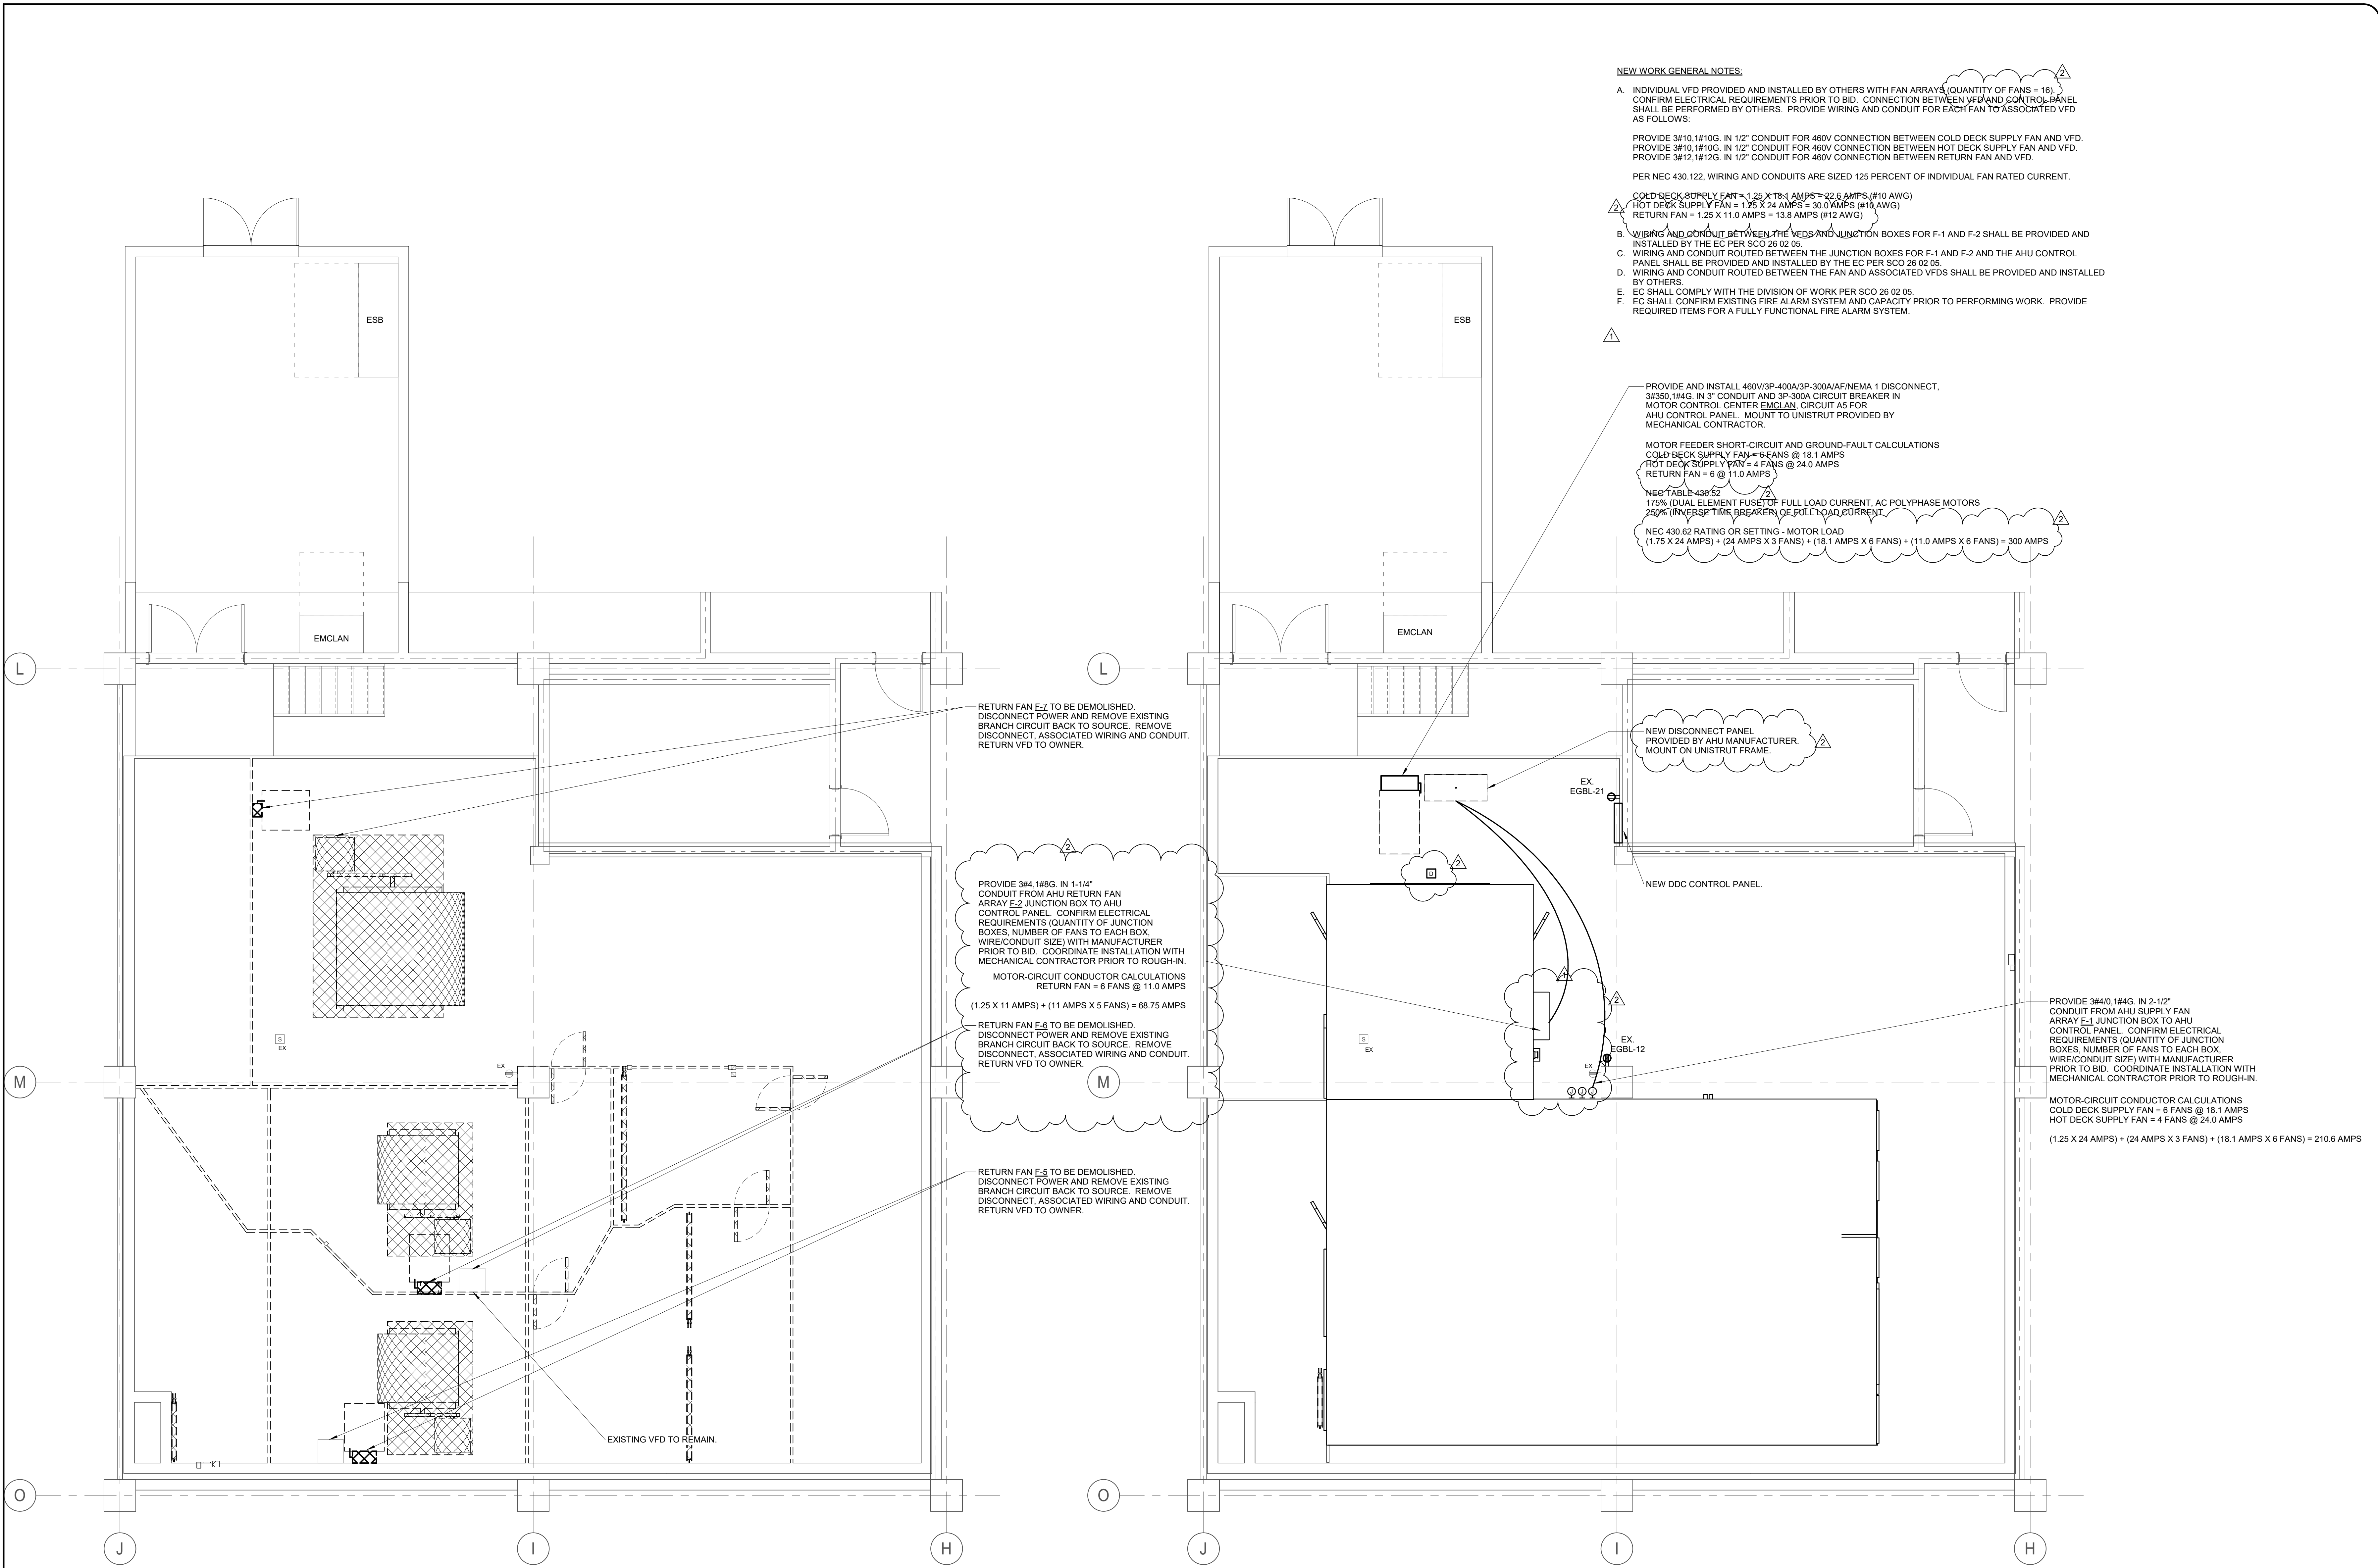 NEW WORK GENERAL NOTES:
2
A. INDIVIDUAL VFD PROVIDED AND INSTALLED BY OTHERS WITH FAN ARRAYS (QUANTITY OF FANS = 16).
CONFIRM ELECTRICAL REQUIREMENTS PRIOR TO BID. CONNECTION BETWEEN VFD AND CONTROL PANEL
SHALL BE PERFORMED BY OTHERS. PROVIDE WIRING AND CONDUIT FOR EACH FAN TO ASSOCIATED VFD
AS FOLLOWS:
PROVIDE 3#10,1#10G. IN 1/2" CONDUIT FOR 460V CONNECTION BETWEEN COLD DECK SUPPLY FAN AND VFD.
PROVIDE 3#10,1#10G. IN 1/2" CONDUIT FOR 460V CONNECTION BETWEEN HOT DECK SUPPLY FAN AND VFD.
PROVIDE 3#12,1#12G. IN 1/2" CONDUIT FOR 460V CONNECTION BETWEEN RETURN FAN AND VFD.
PER NEC 430.122, WIRING AND CONDUITS ARE SIZED 125 PERCENT OF INDIVIDUAL FAN RATED CURRENT.
COLD DECK SUPPLY FAN = 1.25 X 18.1 AMPS = 22.6 AMPS (#10 AWG)
2
HOT DECK SUPPLY FAN = 1.25 X 24 AMPS = 30.0 AMPS (#10 AWG)
RETURN FAN = 1.25 X 11.0 AMPS = 13.8 AMPS (#12 AWG)
B. WIRING AND CONDUIT BETWEEN THE VFDS AND JUNCTION BOXES FOR F-1 AND F-2 SHALL BE PROVIDED AND
INSTALLED BY THE EC PER SCO 26 02 05.
C. WIRING AND CONDUIT ROUTED BETWEEN THE JUNCTION BOXES FOR F-1 AND F-2 AND THE AHU CONTROL
PANEL SHALL BE PROVIDED AND INSTALLED BY THE EC PER SCO 26 02 05.
D. WIRING AND CONDUIT ROUTED BETWEEN THE FAN AND ASSOCIATED VFDS SHALL BE PROVIDED AND INSTALLED
BY OTHERS.
E. EC SHALL COMPLY WITH THE DIVISION OF WORK PER SCO 26 02 05.
F. EC SHALL CONFIRM EXISTING FIRE ALARM SYSTEM AND CAPACITY PRIOR TO PERFORMING WORK. PROVIDE
REQUIRED ITEMS FOR A FULLY FUNCTIONAL FIRE ALARM SYSTEM.
1
PROVIDE AND INSTALL 460V/3P-400A/3P-300A/AF/NEMA 1 DISCONNECT,
3#350,1#4G. IN 3" CONDUIT AND 3P-300A CIRCUIT BREAKER IN
MOTOR CONTROL CENTER EMCLAN, CIRCUIT A5 FOR
AHU CONTROL PANEL. MOUNT TO UNISTRUT PROVIDED BY
MECHANICAL CONTRACTOR.
MOTOR FEEDER SHORT-CIRCUIT AND GROUND-FAULT CALCULATIONS
COLD DECK SUPPLY FAN = 6 FANS @ 18.1 AMPS
HOT DECK SUPPLY FAN = 4 FANS @ 24.0 AMPS
RETURN FAN = 6 @ 11.0 AMPS
NEC TABLE 430.52
2
175% (DUAL ELEMENT FUSE) OF FULL LOAD CURRENT, AC POLYPHASE MOTORS
250% (INVERSE TIME BREAKER) OF FULL LOAD CURRENT
2
NEC 430.62 RATING OR SETTING - MOTOR LOAD
(1.75 X 24 AMPS) + (24 AMPS X 3 FANS) + (18.1 AMPS X 6 FANS) + (11.0 AMPS X 6 FANS) = 300 AMPS
ESB
EMCLAN
L
RETURN FAN F-7 TO BE DEMOLISHED.
DISCONNECT POWER AND REMOVE EXISTING
BRANCH CIRCUIT BACK TO SOURCE. REMOVE
DISCONNECT, ASSOCIATED WIRING AND CONDUIT.
RETURN VFD TO OWNER.
2
PROVIDE 3#4,1#8G. IN 1-1/4"
CONDUIT FROM AHU RETURN FAN
ARRAY F-2 JUNCTION BOX TO AHU
CONTROL PANEL. CONFIRM ELECTRICAL
REQUIREMENTS (QUANTITY OF JUNCTION
BOXES, NUMBER OF FANS TO EACH BOX,
WIRE/CONDUIT SIZE) WITH MANUFACTURER
PRIOR TO BID. COORDINATE INSTALLATION WITH
MECHANICAL CONTRACTOR PRIOR TO ROUGH-IN.
MOTOR-CIRCUIT CONDUCTOR CALCULATIONS
RETURN FAN = 6 FANS @ 11.0 AMPS
(1.25 X 11 AMPS) + (11 AMPS X 5 FANS) = 68.75 AMPS
RETURN FAN F-6 TO BE DEMOLISHED.
DISCONNECT POWER AND REMOVE EXISTING
BRANCH CIRCUIT BACK TO SOURCE. REMOVE
DISCONNECT, ASSOCIATED WIRING AND CONDUIT.
RETURN VFD TO OWNER.
S
EX
EX
M
RETURN FAN F-5 TO BE DEMOLISHED.
DISCONNECT POWER AND REMOVE EXISTING
BRANCH CIRCUIT BACK TO SOURCE. REMOVE
DISCONNECT, ASSOCIATED WIRING AND CONDUIT.
RETURN VFD TO OWNER.
EXISTING VFD TO REMAIN.
O
J
I
H
ESB
EMCLAN
L
NEW DISCONNECT PANEL
PROVIDED BY AHU MANUFACTURER.
MOUNT ON UNISTRUT FRAME.
2
EX.
EGBL-21
2
D
NEW DDC CONTROL PANEL.
1
2
S
EX
EX.
EGBL-12
EX
M
J J J
PROVIDE 3#4/0,1#4G. IN 2-1/2"
CONDUIT FROM AHU SUPPLY FAN
ARRAY F-1 JUNCTION BOX TO AHU
CONTROL PANEL. CONFIRM ELECTRICAL
REQUIREMENTS (QUANTITY OF JUNCTION
BOXES, NUMBER OF FANS TO EACH BOX,
WIRE/CONDUIT SIZE) WITH MANUFACTURER
PRIOR TO BID. COORDINATE INSTALLATION WITH
MECHANICAL CONTRACTOR PRIOR TO ROUGH-IN.
MOTOR-CIRCUIT CONDUCTOR CALCULATIONS
COLD DECK SUPPLY FAN = 6 FANS @ 18.1 AMPS
HOT DECK SUPPLY FAN = 4 FANS @ 24.0 AMPS
(1.25 X 24 AMPS) + (24 AMPS X 3 FANS) + (18.1 AMPS X 6 FANS) = 210.6 AMPS
O
J
I
H